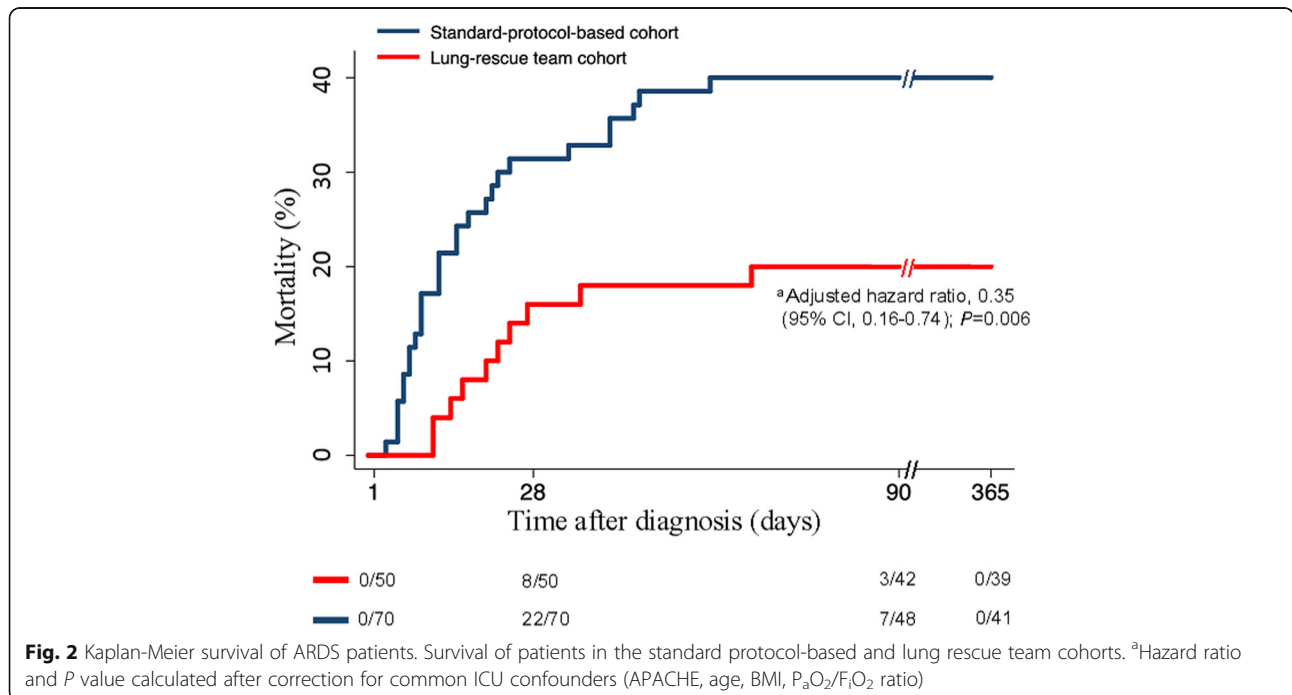 Standard-protocol-based cohort
Lung-rescue team cohort
40
30
20
10
0
Mortality (%)
ᵃAdjusted hazard ratio, 0.35
(95% CI, 0.16-0.74); P=0.006
1 28 90 365
Time after diagnosis (days)
0/50 8/50 3/42 0/39
0/70 22/70 7/48 0/41
Fig. 2 Kaplan-Meier survival of ARDS patients. Survival of patients in the standard protocol-based and lung rescue team cohorts. ᵃHazard ratio
and P value calculated after correction for common ICU confounders (APACHE, age, BMI, PaO2/FiO2 ratio)